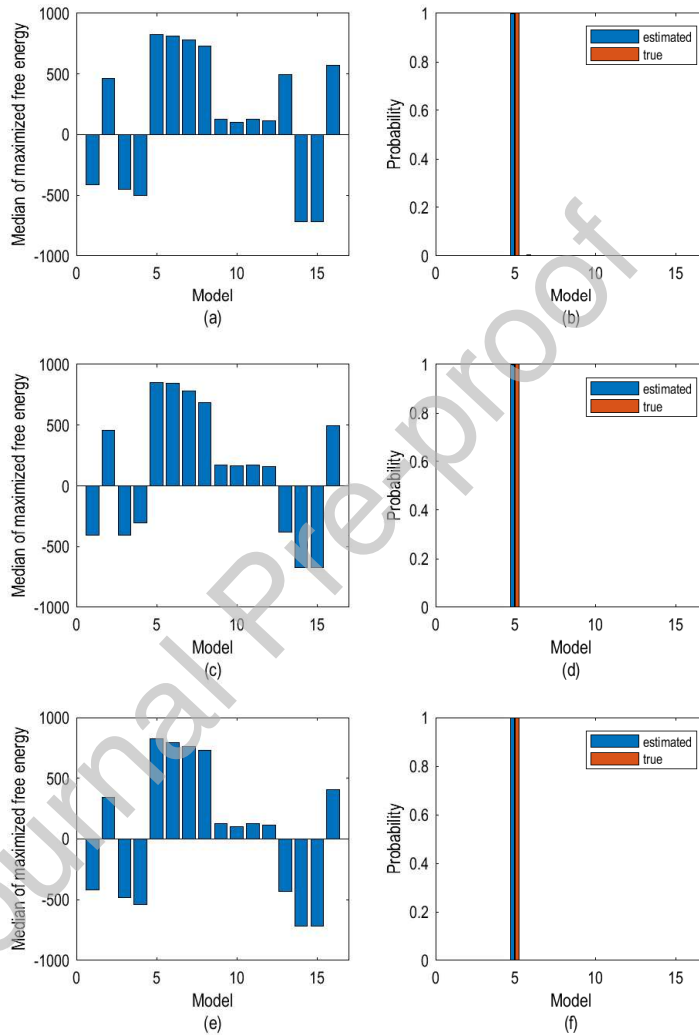 Median of maximized free energy
1000
500
0
-500
-1000
0 5 10 15
Model
(a)
Probability
1
0.8
0.6
0.4
0.2
0
0 5 10 15
Model
(b)
estimated
true
Median of maximized free energy
1000
500
0
-500
-1000
0 5 10 15
Model
(c)
Probability
1
0.8
0.6
0.4
0.2
0
0 5 10 15
Model
(d)
estimated
true
Median of maximized free energy
1000
500
0
-500
-1000
0 5 10 15
Model
(e)
Probability
1
0.8
0.6
0.4
0.2
0
0 5 10 15
Model
(f)
estimated
true
ournal Pre-proof